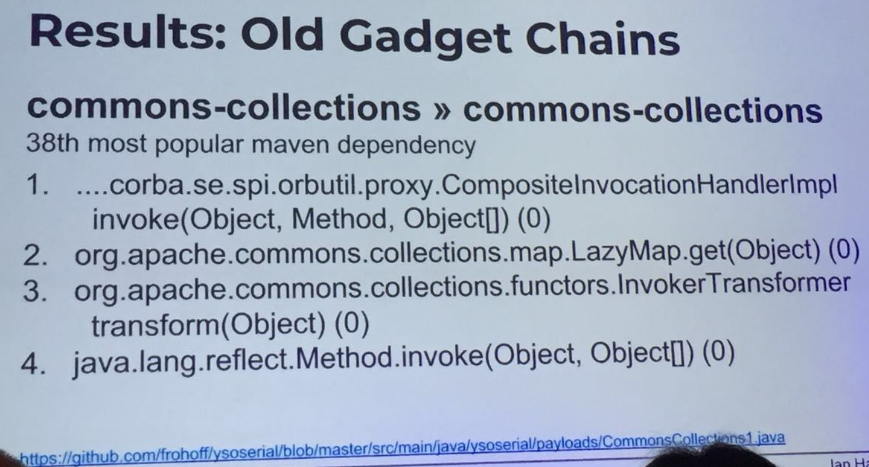 Results: Old Gadget Chains
commons-collections » commons-collections
38th most popular maven dependency
1. ....corba.se.spi.orbutil.proxy.CompositeInvocationHandlerImpl
invoke(Object, Method, Object[]) (0)
2. org.apache.commons.collections.map.LazyMap.get(Object) (0)
3. org.apache.commons.collections.functors.InvokerTransformer
transform(Object) (0)
4. java.lang.reflect.Method.invoke(Object, Object[]) (0)
https://github.com/frohoff/ysoserial/blob/master/src/main/java/ysoserial/payloads/CommonsCollections1.java
Ian